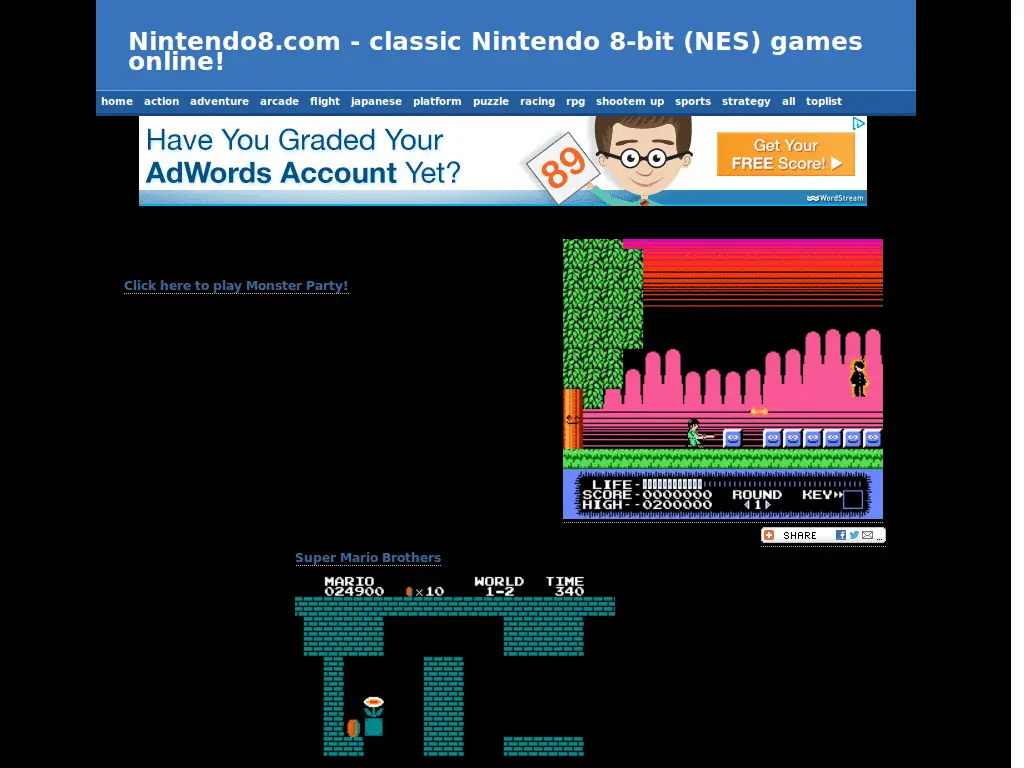 Nintendo8.com - classic Nintendo 8-bit (NES) games
online!
home action adventure arcade flight japanese platform puzzle racing rpg shootem up sports strategy all toplist
Have You Graded Your
AdWords Account Yet?
89
Get Your
FREE Score!
WordStream
Click here to play Monster Party!
LIFE-
SCORE-0000000 ROUND KEY
HIGH--0200000 1
SHARE ...
Super Mario Brothers
MARIO WORLD TIME
024900 ×10 1-2 340